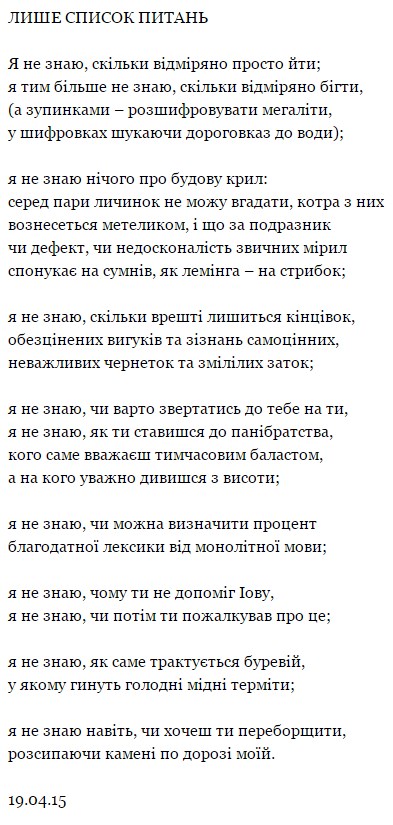 ЛИШЕ СПИСОК ПИТАНЬ
Я не знаю, скільки відміряно просто йти;
я тим більше не знаю, скільки відміряно бігти,
(а зупинками – розшифровувати мегаліти,
у шифровках шукаючи дороговказ до води);
я не знаю нічого про будову крил:
серед пари личинок не можу вгадати, котра з них
вознесеться метеликом, і що за подразник
чи дефект, чи недосконалість звичних мірил
спонукає на сумнів, як лемінга – на стрибок;
я не знаю, скільки врешті лишиться кінцівок,
обезцінених вигуків та зізнань самоцінних,
неважливих чернеток та змілілих заток;
я не знаю, чи варто звертатись до тебе на ти,
я не знаю, як ти ставишся до панібратства,
кого саме вважаєш тимчасовим баластом,
а на кого уважно дивишся з висоти;
я не знаю, чи можна визначити процент
благодатної лексики від монолітної мови;
я не знаю, чому ти не допоміг Іову,
я не знаю, чи потім ти пожалкував про це;
я не знаю, як саме трактується буревій,
у якому гинуть голодні мідні терміти;
я не знаю навіть, чи хочеш ти переборщити,
розсипаючи камені по дорозі моїй.
19.04.15